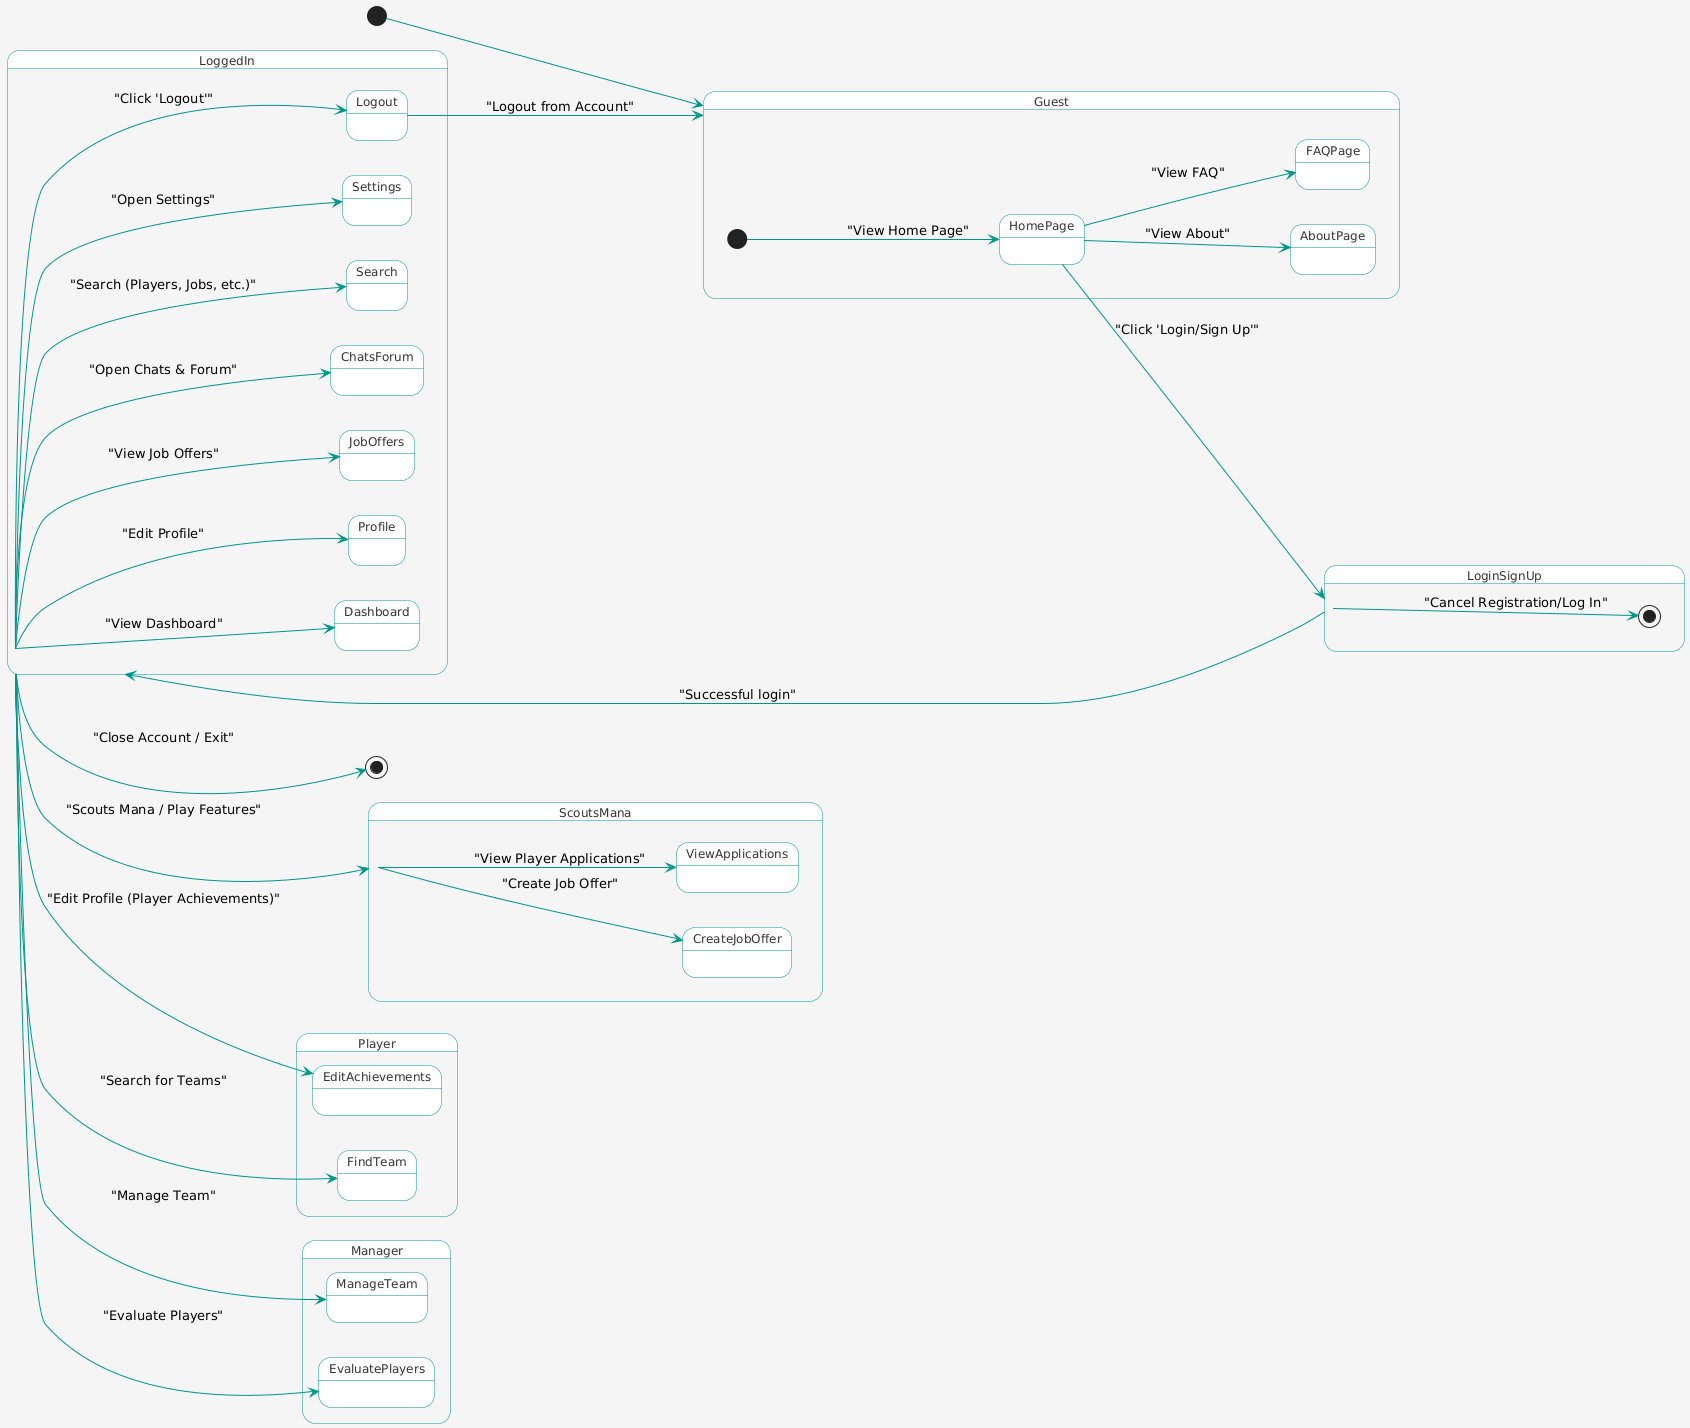 LoggedIn
"Click 'Logout'"
Logout
"Logout from Account"
"Open Settings"
Settings
"Search (Players, Jobs, etc.)"
Search
"Open Chats & Forum"
ChatsForum
"View Job Offers"
JobOffers
"Edit Profile"
Profile
"View Dashboard"
Dashboard
Guest
"View Home Page"
HomePage
"View FAQ"
FAQPage
"View About"
AboutPage
"Click 'Login/Sign Up'"
LoginSignUp
"Cancel Registration/Log In"
"Successful login"
"Close Account / Exit"
"Scouts Mana / Play Features"
ScoutsMana
"View Player Applications"
ViewApplications
"Create Job Offer"
CreateJobOffer
"Edit Profile (Player Achievements)"
Player
EditAchievements
"Search for Teams"
FindTeam
"Manage Team"
Manager
ManageTeam
"Evaluate Players"
EvaluatePlayers